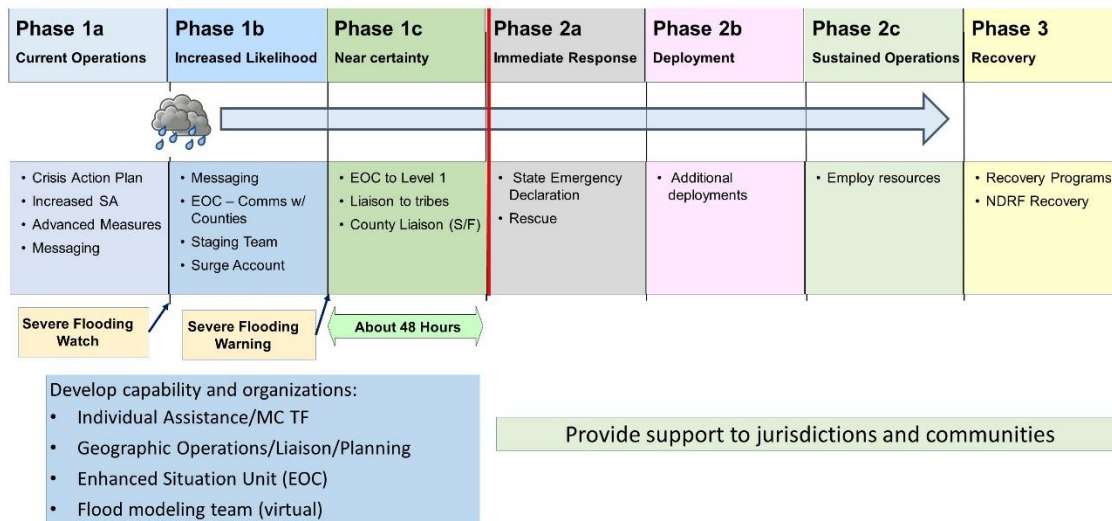 Phase 1a
Current Operations
Phase 1b
Increased Likelihood
Phase 1c
Near certainty
Phase 2a
Immediate Response
Phase 2b
Deployment
Phase 2c
Sustained Operations
Phase 3
Recovery
• Crisis Action Plan
• Increased SA
• Advanced Measures
• Messaging
• Messaging
• EOC – Comms w/
Counties
• Staging Team
• Surge Account
• EOC to Level 1
• Liaison to tribes
• County Liaison (S/F)
• State Emergency
Declaration
• Rescue
• Additional
deployments
• Employ resources
• Recovery Programs
• NDRF Recovery
Severe Flooding
Watch
Severe Flooding
Warning
About 48 Hours
Develop capability and organizations:
• Individual Assistance/MC TF
• Geographic Operations/Liaison/Planning
• Enhanced Situation Unit (EOC)
• Flood modeling team (virtual)
Provide support to jurisdictions and communities